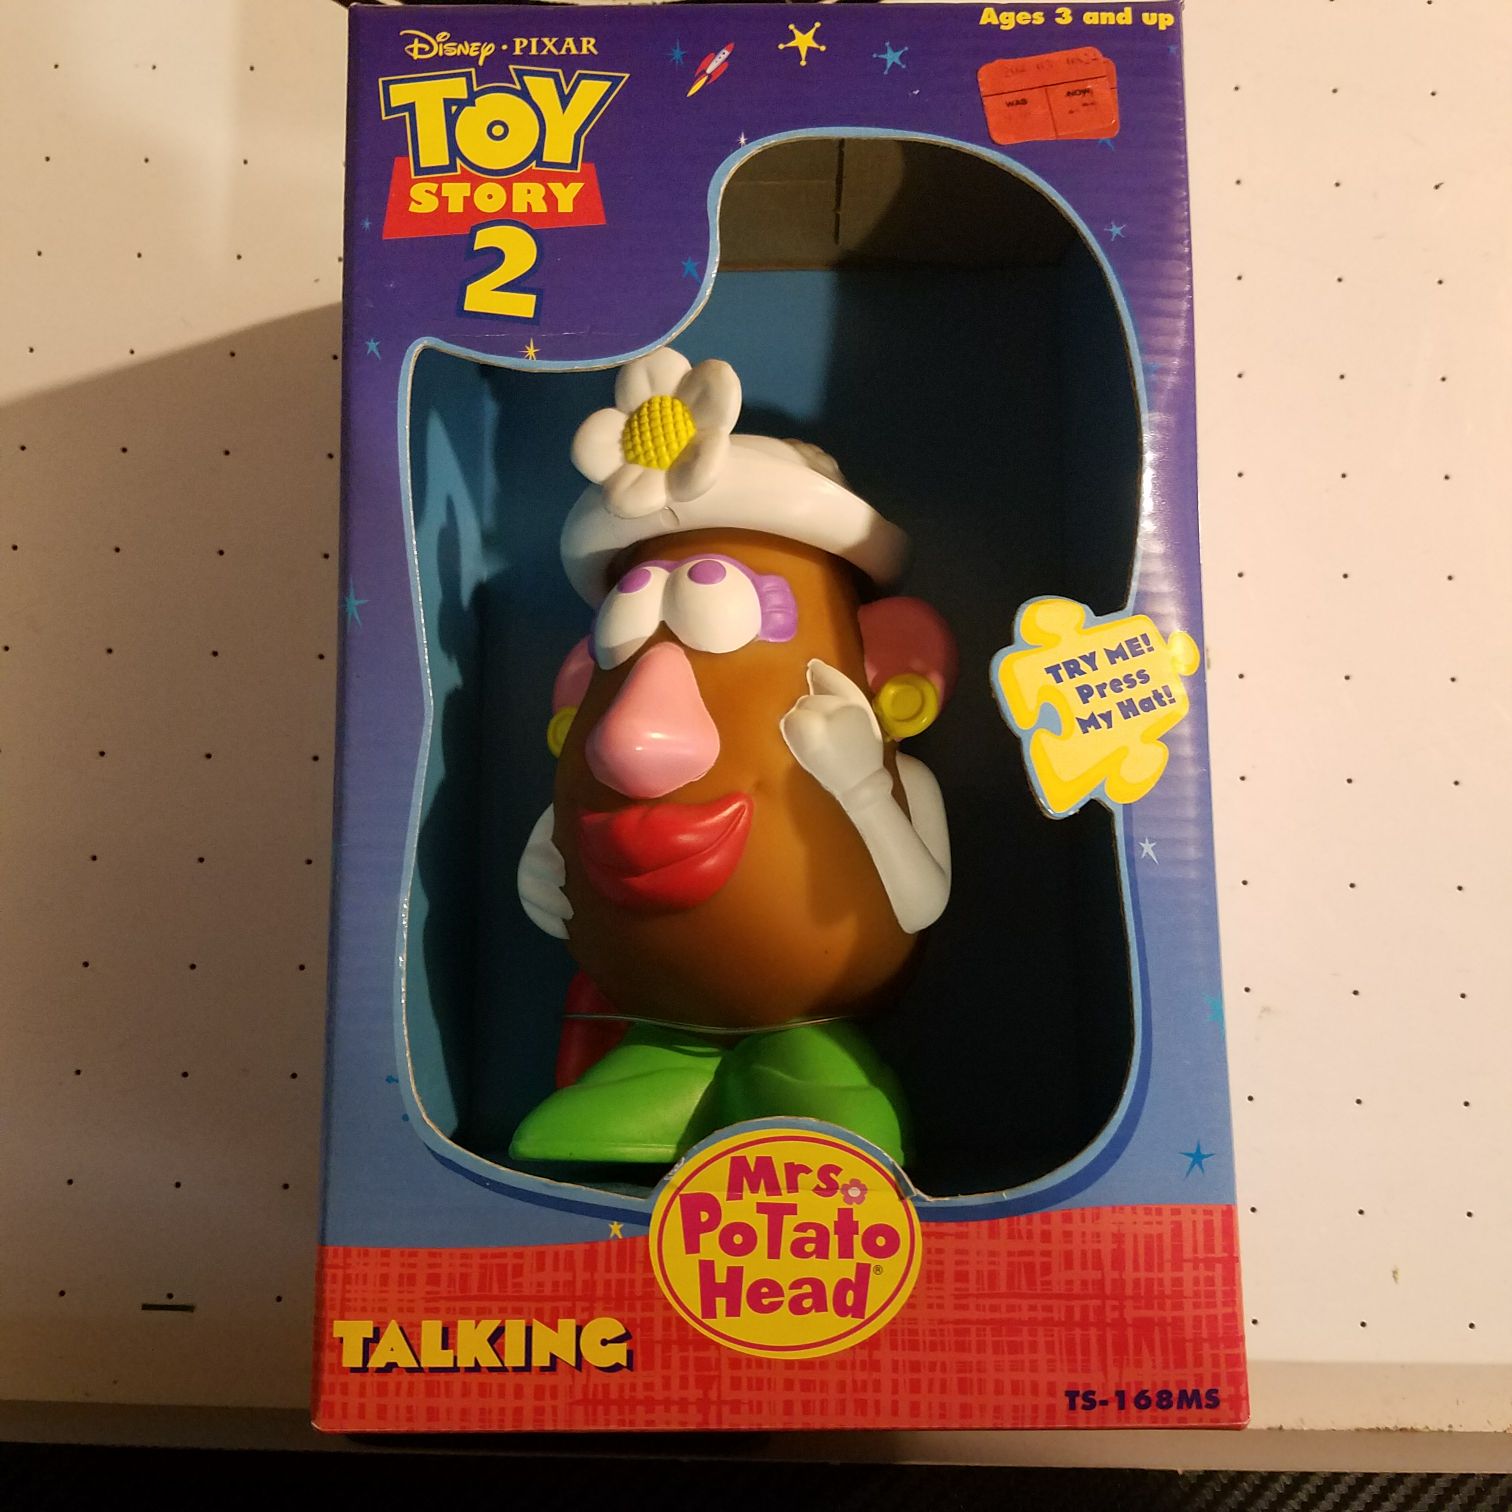 Ages 3 and up
Disney · PIXAR
TOY
STORY
2
WAS NOW
TRY ME!
Press
My Hat!
Mrs.
PoTato
Head®
TALKING
TS-168MS